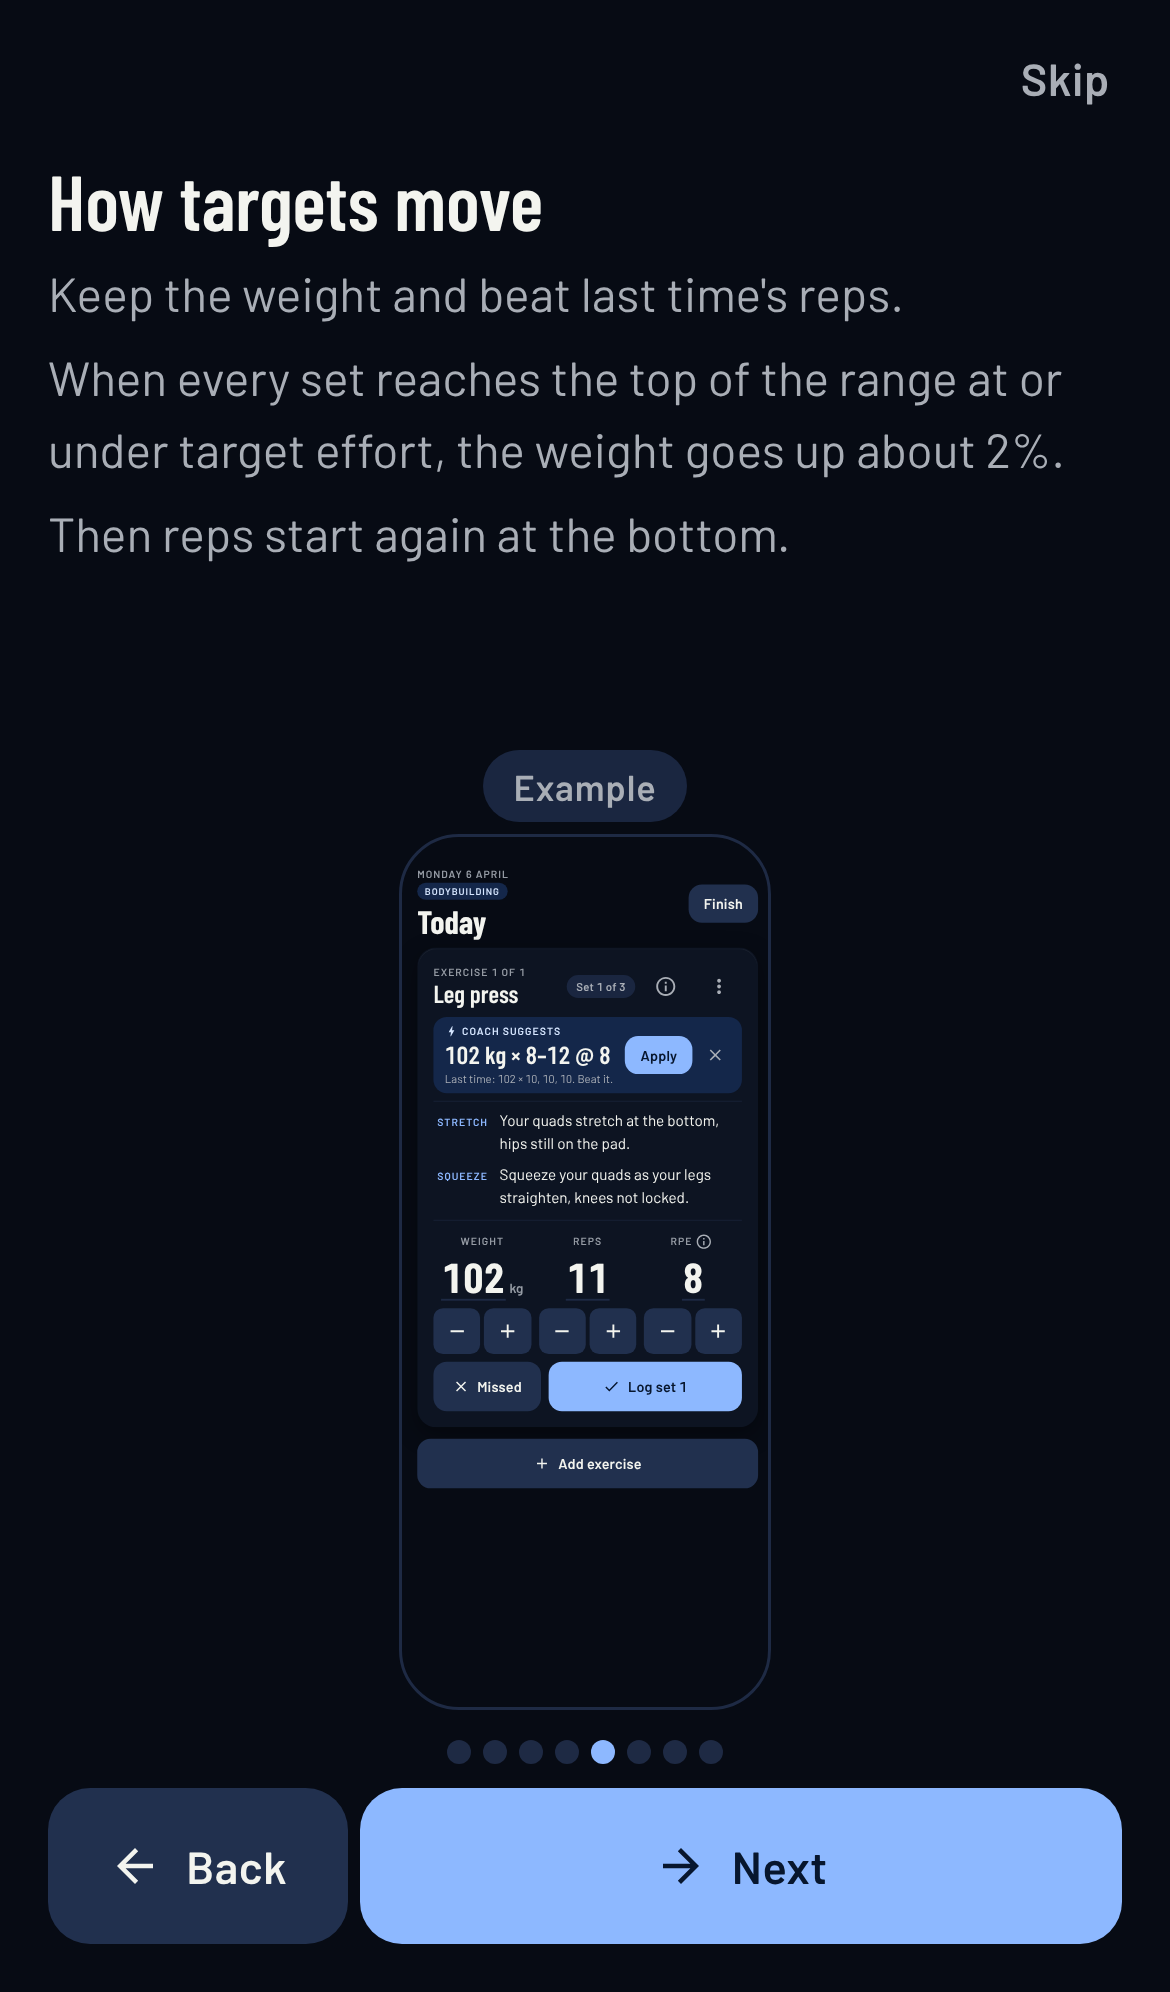 Skip
How targets move
Keep the weight and beat last time's reps.
When every set reaches the top of the range at or
under target effort, the weight goes up about 2%.
Then reps start again at the bottom.
Example
MONDAY 6 APRIL
BODYBUILDING
Today
Finish
EXERCISE 1 OF 1
Leg press
Set 1 of 3
COACH SUGGESTS
102 kg × 8–12 @ 8
Apply
Last time: 102 × 10, 10, 10. Beat it.
STRETCH Your quads stretch at the bottom,
hips still on the pad.
SQUEEZE Squeeze your quads as your legs
straighten, knees not locked.
WEIGHT REPS RPE
102 kg 11 8
Missed Log set 1
Add exercise
Back Next